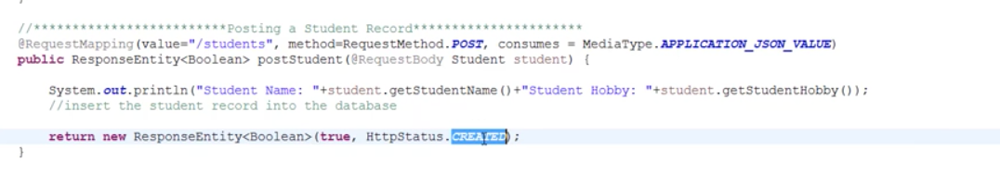 //*************************Posting a Student Record**********************
@RequestMapping(value="/students", method=RequestMethod.POST, consumes = MediaType.APPLICATION_JSON_VALUE)
public ResponseEntity<Boolean> postStudent(@RequestBody Student student) {
System.out.println("Student Name: "+student.getStudentName()+"Student Hobby: "+student.getStudentHobby());
//insert the student record into the database
return new ResponseEntity<Boolean>(true, HttpStatus.CREATED);
}